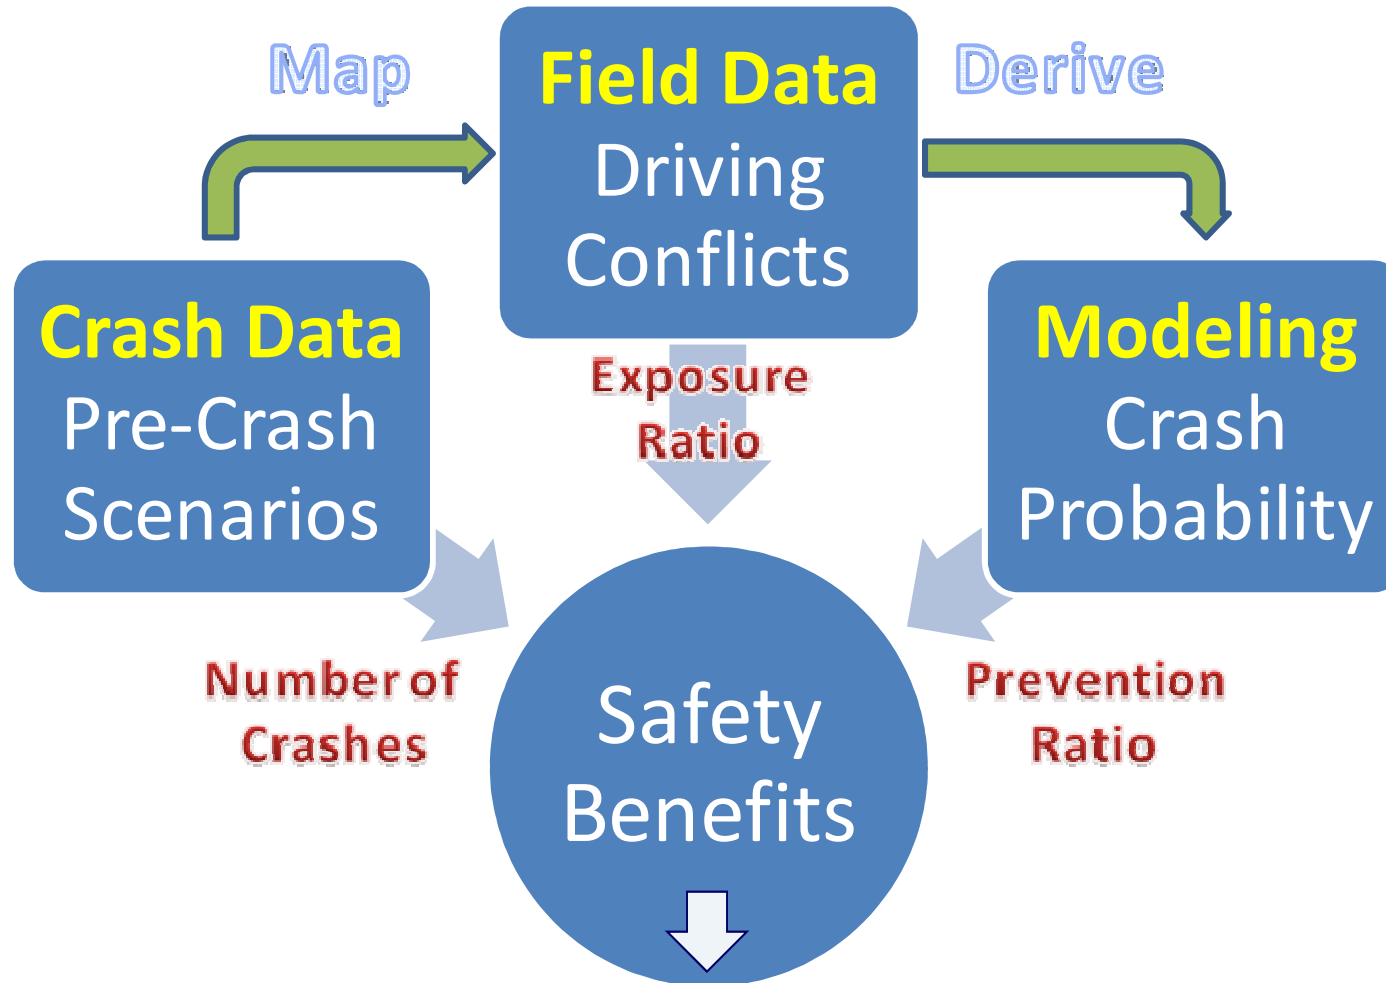 Map
Field Data
Driving
Conflicts
Derive
Crash Data
Pre-Crash
Scenarios
Exposure
Ratio
Modeling
Crash
Probability
Number of
Crashes
Safety
Benefits
Prevention
Ratio